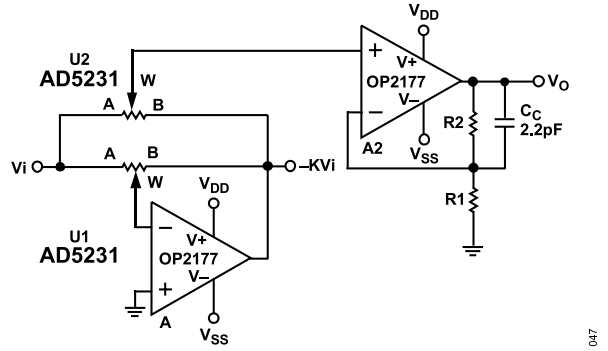 U2
AD5231
W
A
B
Vi
A
B
W
–KVi
U1
AD5231
VDD
V+
OP2177
V–
VSS
A
VDD
V+
OP2177
V–
VSS
A2
VO
R2
CC
2.2pF
R1
047